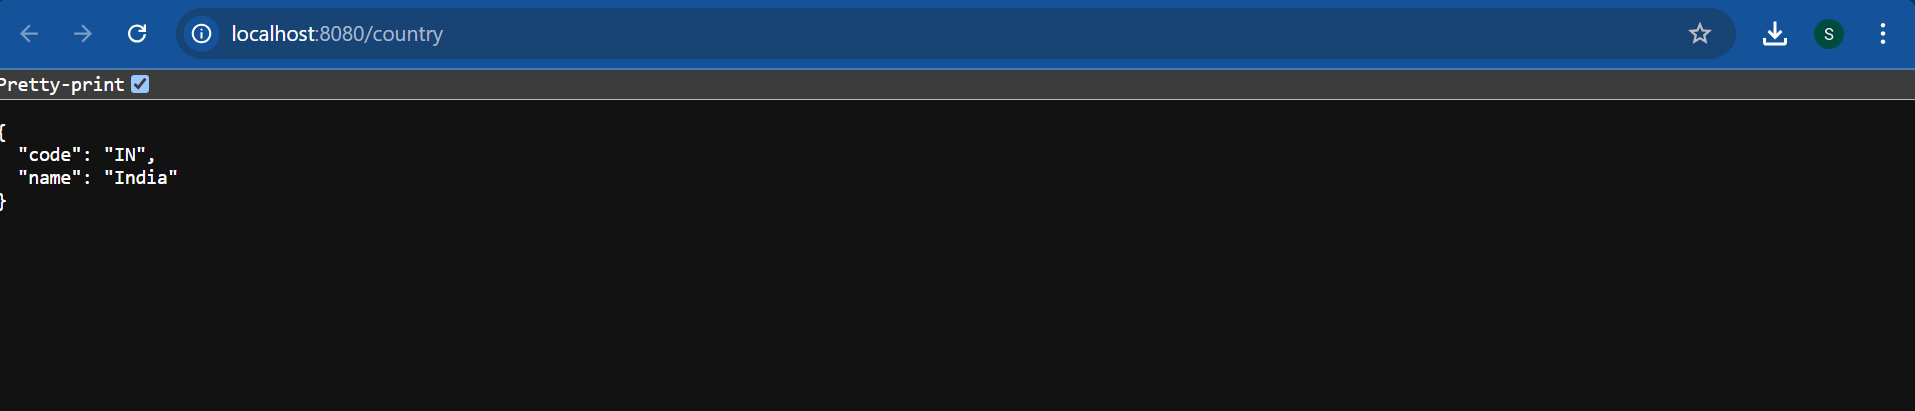 localhost:8080/country
S
Pretty-print
{
  "code": "IN",
  "name": "India"
}